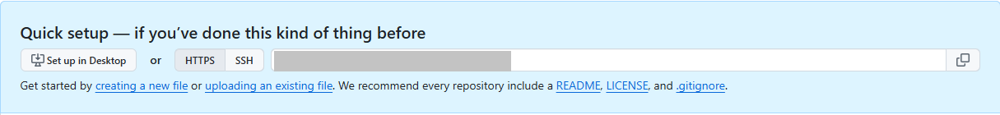 Quick setup — if you’ve done this kind of thing before
Set up in Desktop or HTTPS SSH
Get started by creating a new file or uploading an existing file. We recommend every repository include a README, LICENSE, and .gitignore.